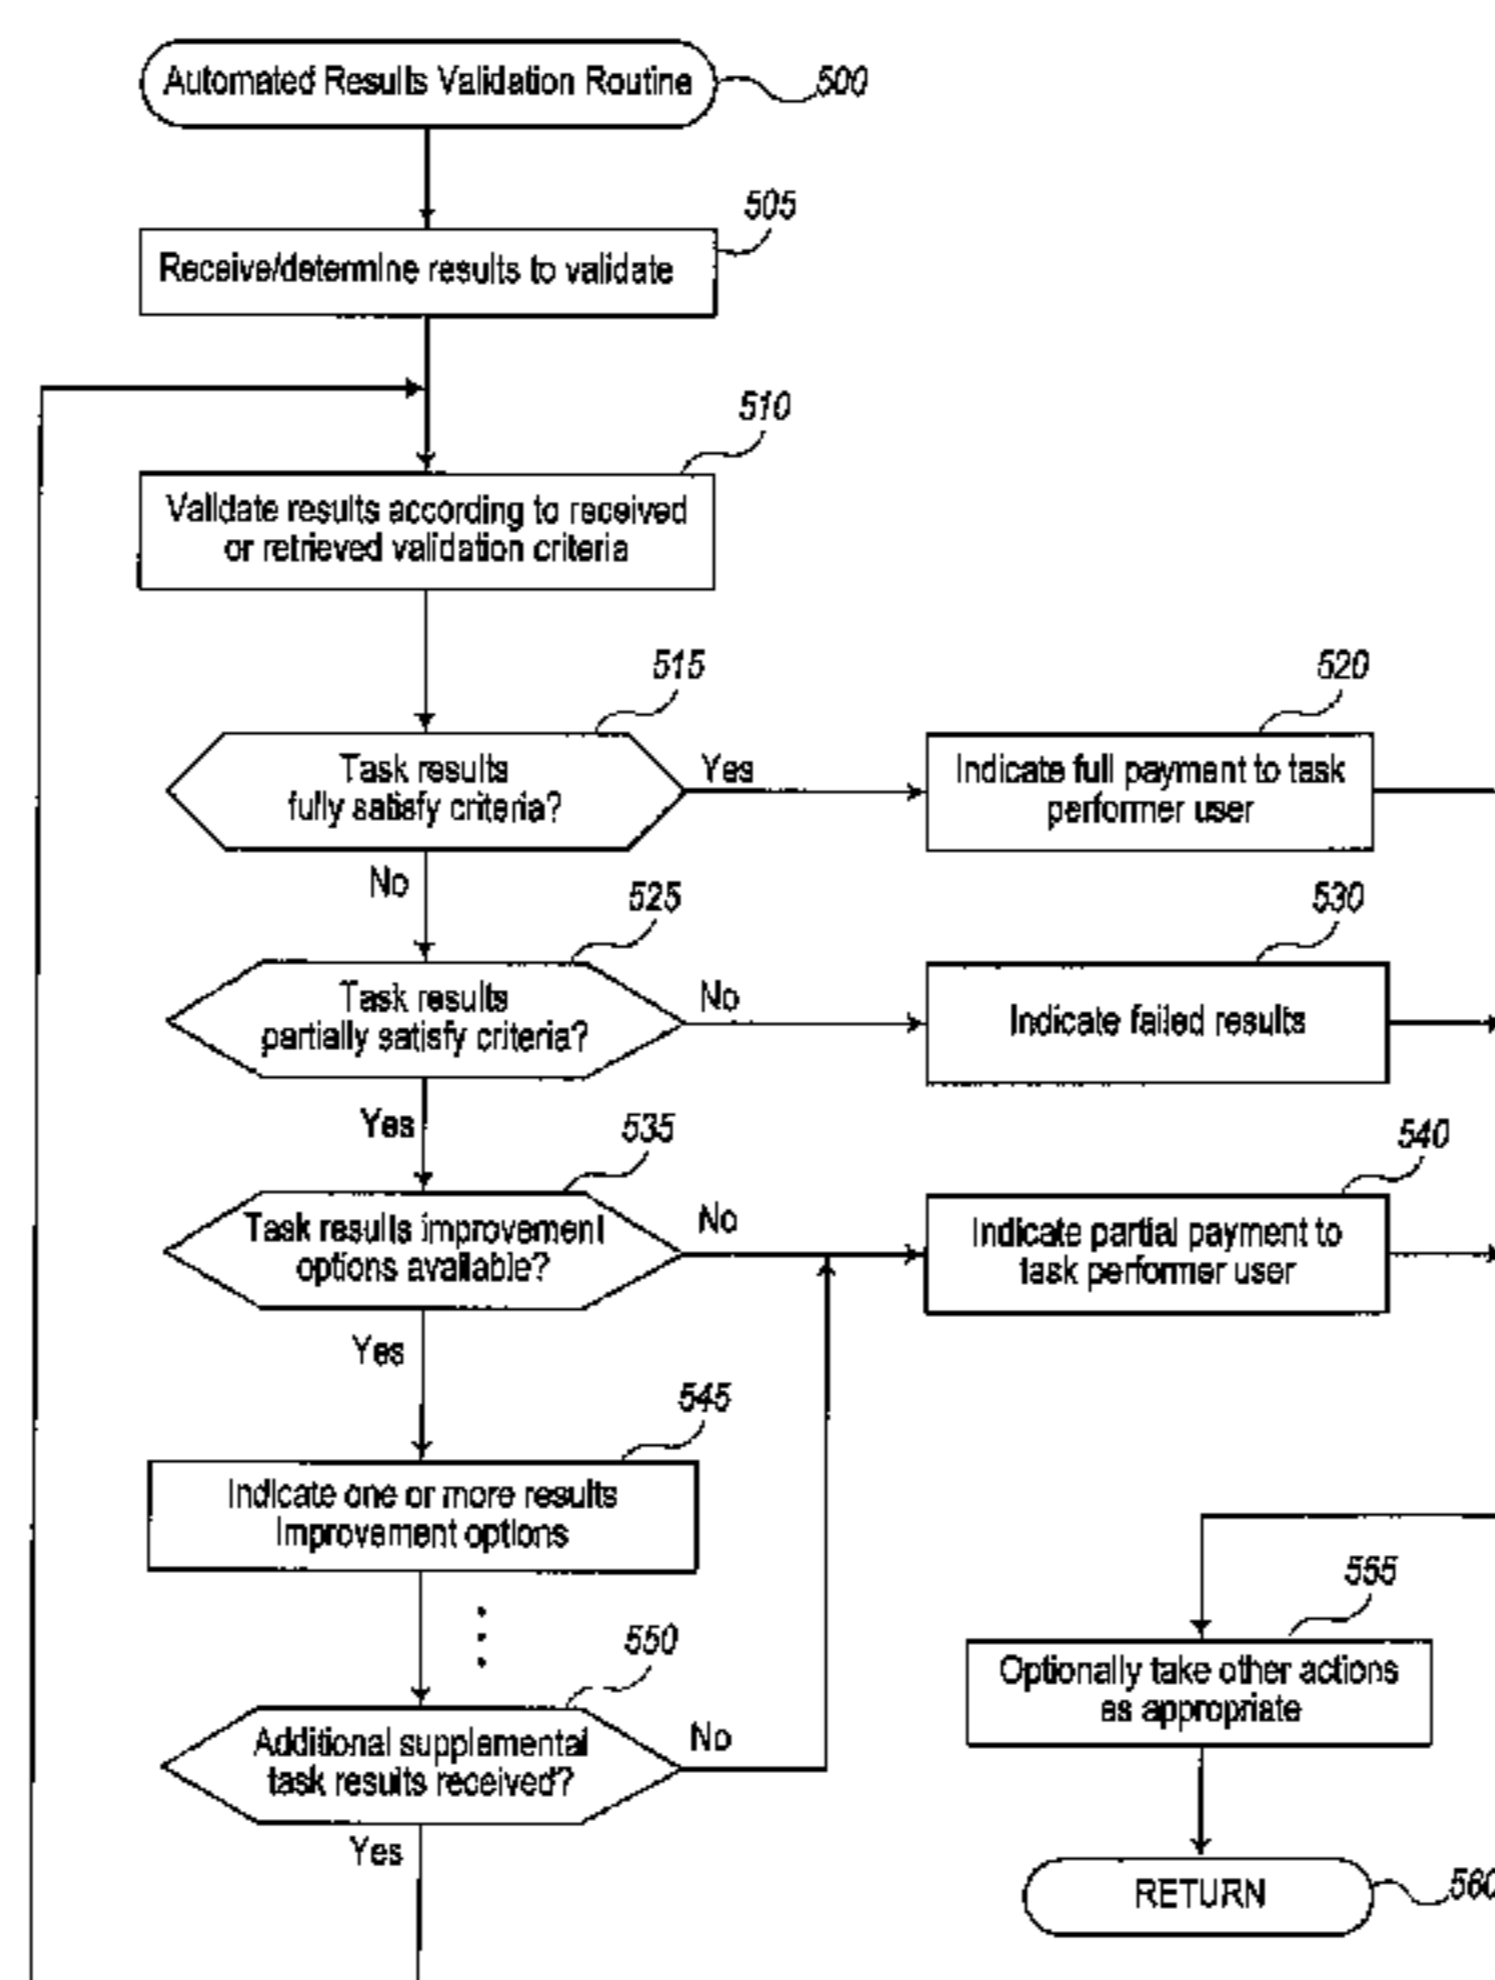 Automated Results Validation Routine
500
505
Receive/determine results to validate
510
Validate results according to received
or retrieved validation criteria
515
520
Task results
fully satisfy criteria?
Yes
Indicate full payment to task
performer user
No
525
530
Task results
partially satisfy criteria?
No
Indicate failed results
Yes
535
540
Task results improvement
options available?
No
Indicate partial payment to
task performer user
Yes
545
Indicate one or more results
improvement options
555
550
Optionally take other actions
as appropriate
Additional supplemental
task results received?
No
Yes
RETURN
560